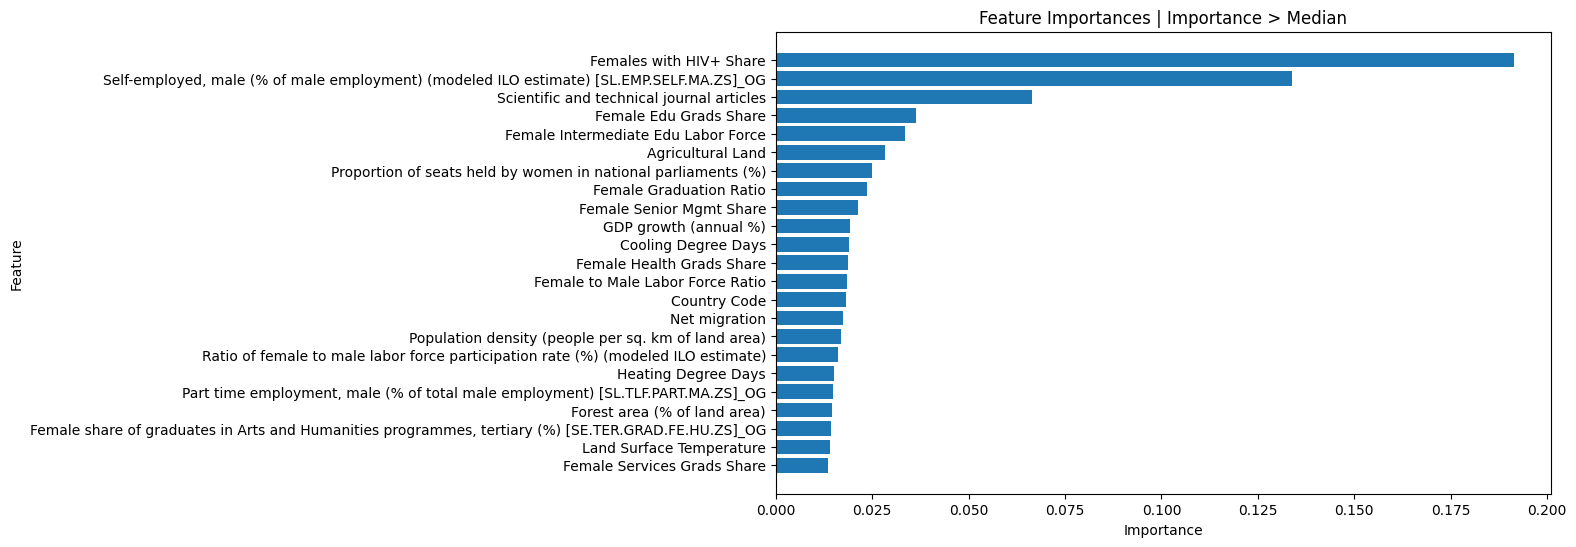 Feature Importances | Importance > Median
Feature
Females with HIV+ Share
Self-employed, male (% of male employment) (modeled ILO estimate) [SL.EMP.SELF.MA.ZS]_OG
Scientific and technical journal articles
Female Edu Grads Share
Female Intermediate Edu Labor Force
Agricultural Land
Proportion of seats held by women in national parliaments (%)
Female Graduation Ratio
Female Senior Mgmt Share
GDP growth (annual %)
Cooling Degree Days
Female Health Grads Share
Female to Male Labor Force Ratio
Country Code
Net migration
Population density (people per sq. km of land area)
Ratio of female to male labor force participation rate (%) (modeled ILO estimate)
Heating Degree Days
Part time employment, male (% of total male employment) [SL.TLF.PART.MA.ZS]_OG
Forest area (% of land area)
Female share of graduates in Arts and Humanities programmes, tertiary (%) [SE.TER.GRAD.FE.HU.ZS]_OG
Land Surface Temperature
Female Services Grads Share
0.000 0.025 0.050 0.075 0.100 0.125 0.150 0.175 0.200
Importance